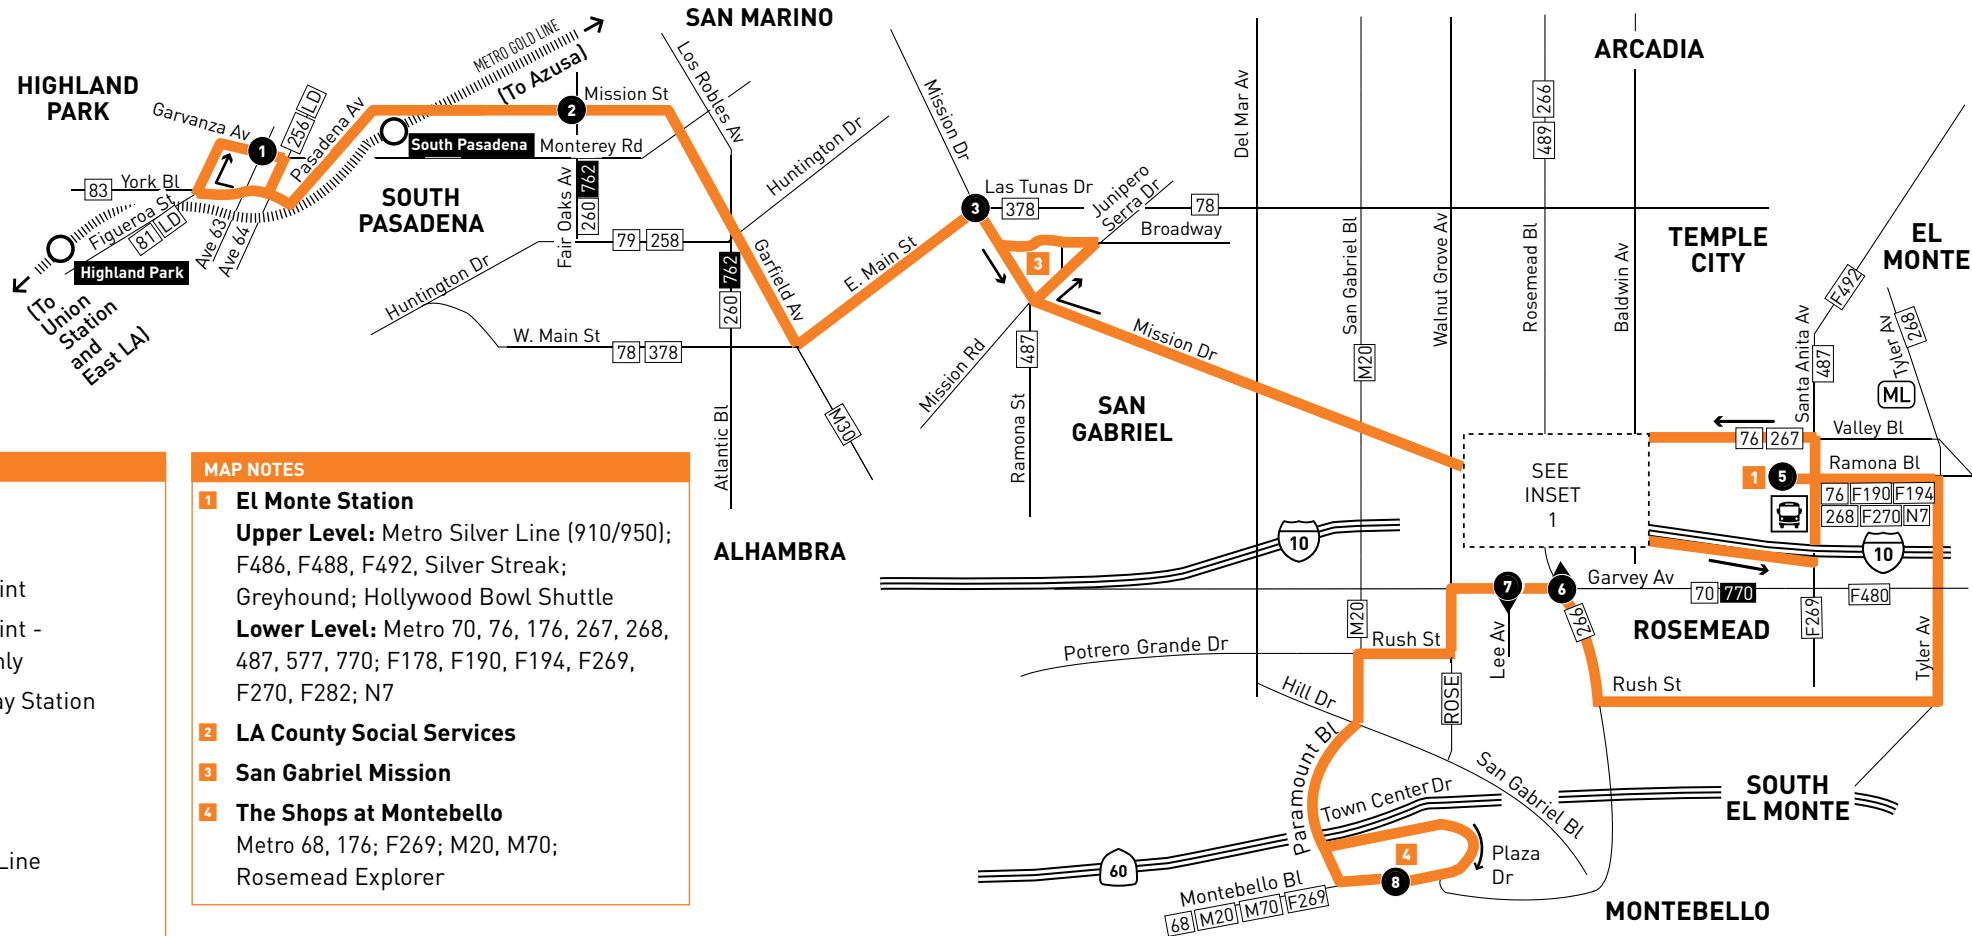 SAN MARINO
ARCADIA
HIGHLAND
PARK
METRO GOLD LINE
(To Azusa)
Garvanza Av
1
256
LD
Pasadena Av
2
Mission St
Los Robles Av
South Pasadena
Monterey Rd
83
York Bl
Figueroa St
81
LD
Ave 63
Ave 64
Highland Park
(To
Union
Station
and
East LA)
SOUTH
PASADENA
Fair Oaks Av
762
260
Huntington Dr
79
258
Huntington Dr
762
260
Garfield Av
W. Main St
78
378
Atlantic Bl
M30
E. Main St
Mission Dr
3
Las Tunas Dr
378
Junipero
Serra Dr
78
Broadway
3
Mission Rd
487
Ramona St
Mission Dr
SAN
GABRIEL
ALHAMBRA
Del Mar Av
San Gabriel Bl
M20
Walnut Grove Av
266
489
Rosemead Bl
Baldwin Av
TEMPLE
CITY
EL
MONTE
F492
Santa Anita Av
487
Tyler Av
268
ML
76
267
Valley Bl
Ramona Bl
1
5
76
F190
F194
268
F270
N7
SEE
INSET
1
10
10
7
6
Garvey Av
70
770
F480
266
ROSEMEAD
F269
M20
Rush St
Potrero Grande Dr
Lee Av
ROSE
Hill Dr
Rush St
Tyler Av
Paramount Bl
Town Center Dr
San Gabriel Bl
SOUTH
EL MONTE
60
4
Plaza
Dr
8
Montebello Bl
68
M20
M70
F269
MONTEBELLO
int
int -
ay Station
Line
MAP NOTES
1 El Monte Station
Upper Level: Metro Silver Line (910/950);
F486, F488, F492, Silver Streak;
Greyhound; Hollywood Bowl Shuttle
Lower Level: Metro 70, 76, 176, 267, 268,
487, 577, 770; F178, F190, F194, F269,
F270, F282; N7
2 LA County Social Services
3 San Gabriel Mission
4 The Shops at Montebello
Metro 68, 176; F269; M20, M70;
Rosemead Explorer